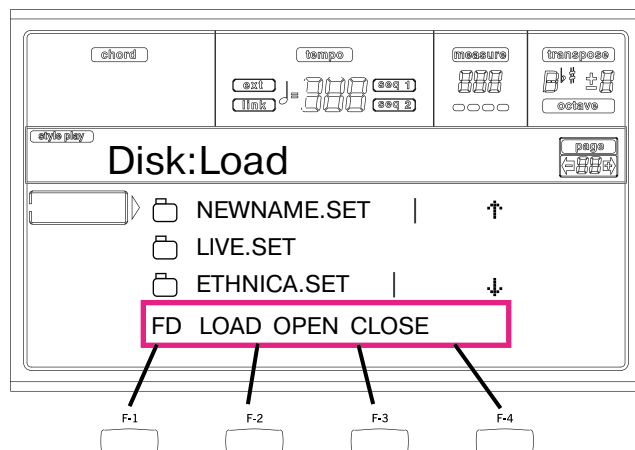 chord
tempo
measure
transpose
ext
seq 1
link
seq 2
octave
style play
page
Disk:Load
NEWNAME.SET
LIVE.SET
ETHNICA.SET
FD LOAD OPEN CLOSE
F-1 F-2 F-3 F-4